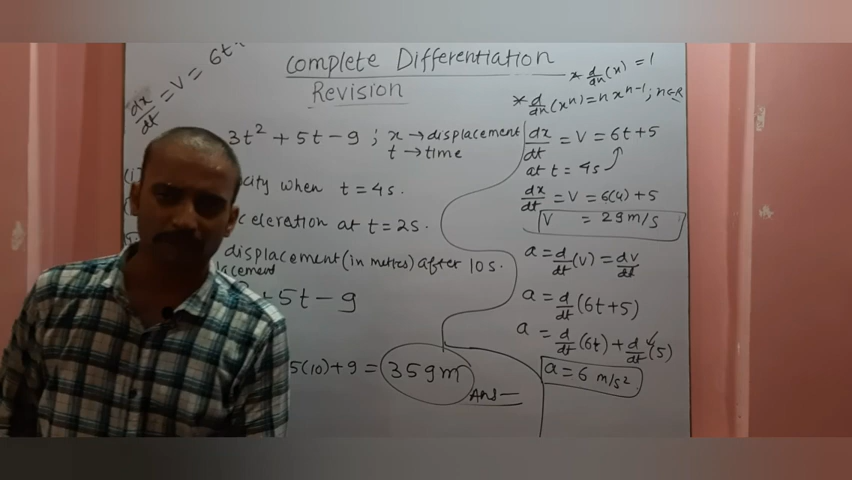 Complete Differentiation
Revision
* d/dx (x) = 1
* d/dx (xⁿ) = n xⁿ⁻¹ ; n∈R
dx/dt = V = 6t
3t² + 5t - 9 ; x → displacement
t → time
city when t = 4s.
celeration at t = 2s.
displacement (in metres) after 10s.
lacement
+ 5t - 9
5(10) + 9 = 359m
Ans
dx/dt = V = 6t + 5
at t = 4s
dx/dt = V = 6(4) + 5
V = 29 m/s
a = d/dt (v) = dv/dt
a = d/dt (6t + 5)
a = d/dt (6t) + d/dt (5)
a = 6 m/s²